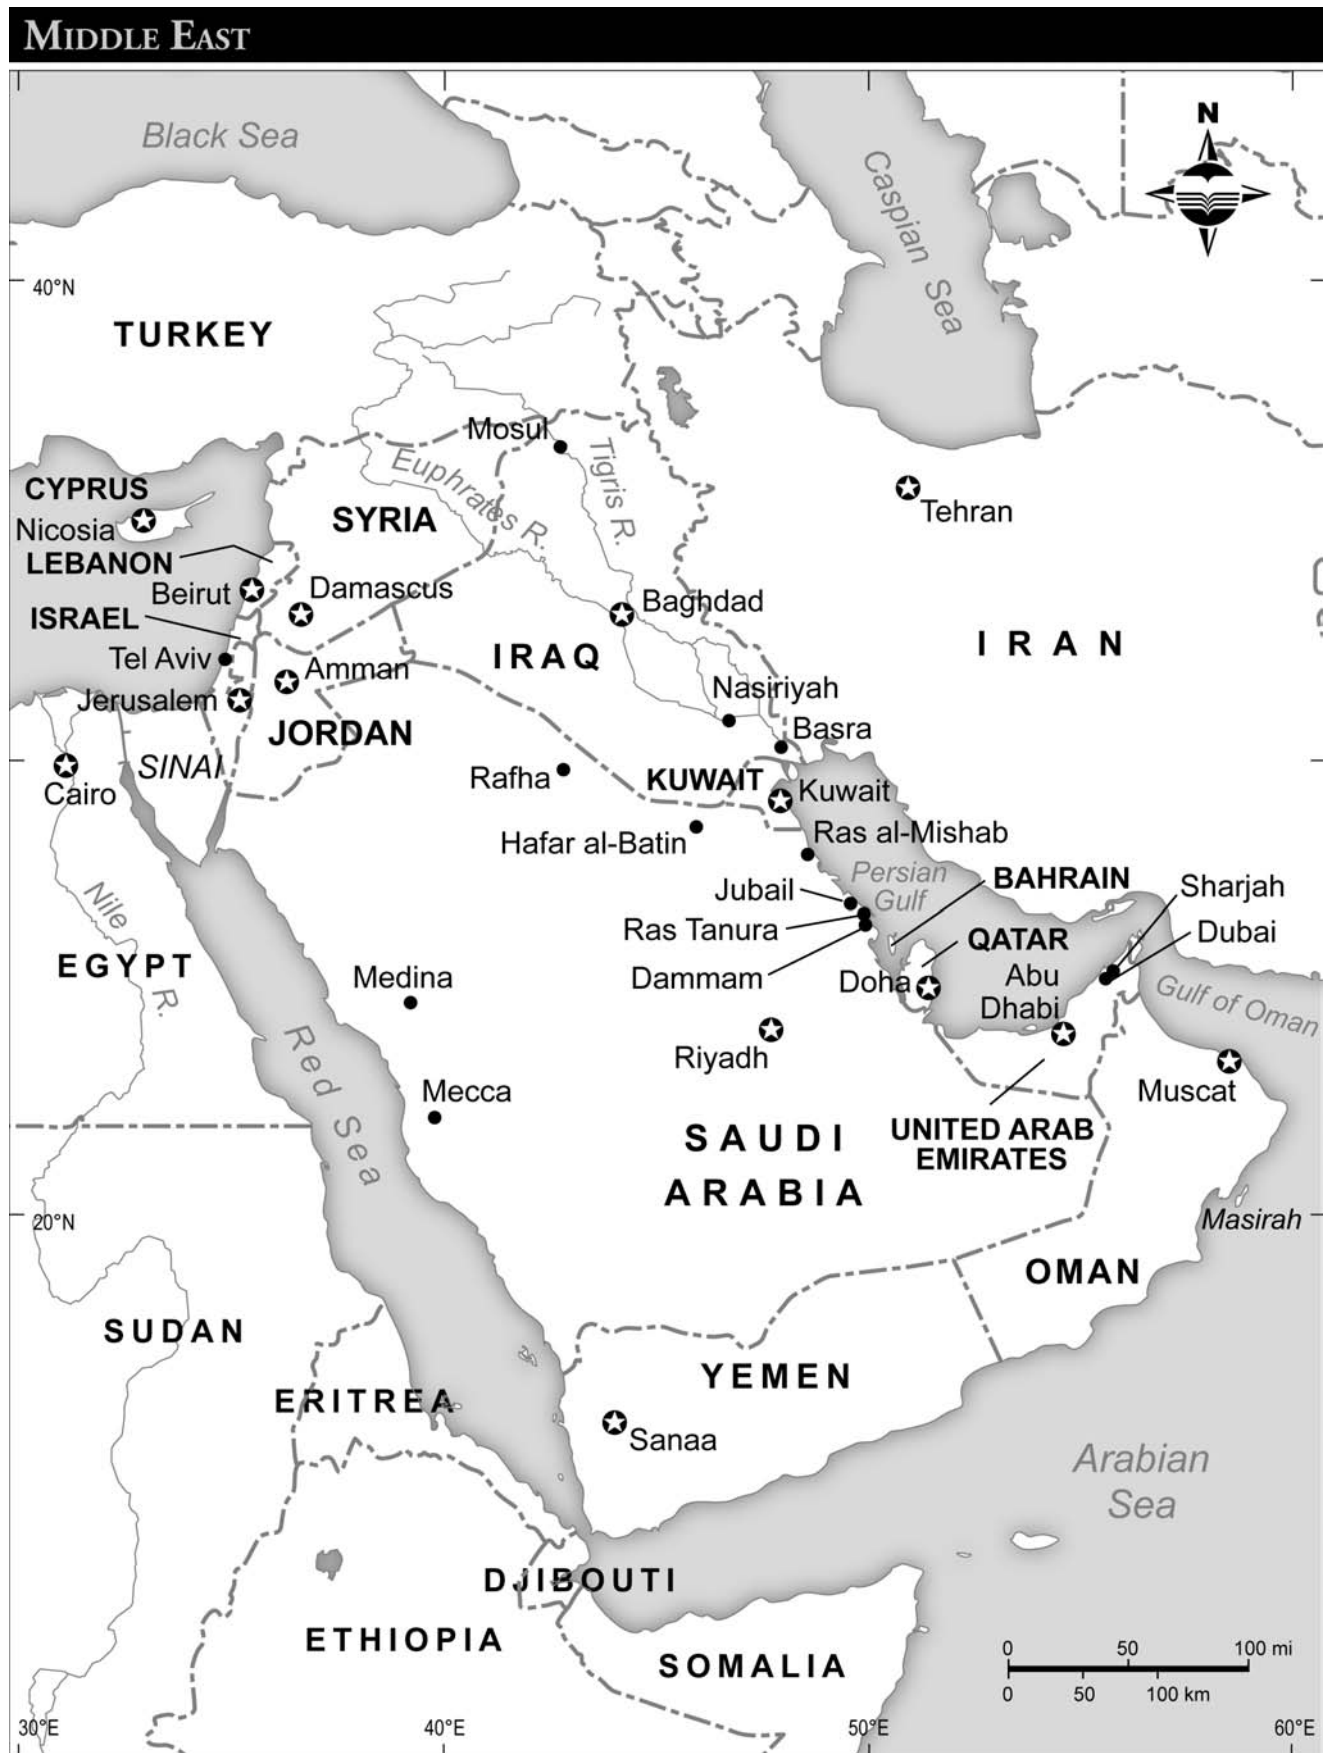 MIDDLE EAST
Black Sea
Caspian Sea
N
40°N
TURKEY
Mosul
Euphrates R.
Tigris R.
CYPRUS
Nicosia
SYRIA
Tehran
LEBANON
Beirut
Damascus
Baghdad
ISRAEL
IRAQ
IRAN
Tel Aviv
Amman
Jerusalem
Nasiriyah
JORDAN
Basra
SINAI
Rafha
KUWAIT
Kuwait
Cairo
Hafar al-Batin
Ras al-Mishab
Persian
Gulf
BAHRAIN
Sharjah
Jubail
Nile R.
Ras Tanura
QATAR
Dubai
EGYPT
Medina
Dammam
Doha
Abu
Dhabi
Gulf of Oman
Red Sea
Riyadh
Muscat
Mecca
SAUDI
ARABIA
UNITED ARAB
EMIRATES
20°N
Masirah
OMAN
SUDAN
YEMEN
ERITREA
Sanaa
Arabian
Sea
DJIBOUTI
ETHIOPIA
SOMALIA
0 50 100 mi
0 50 100 km
30°E 40°E 50°E 60°E